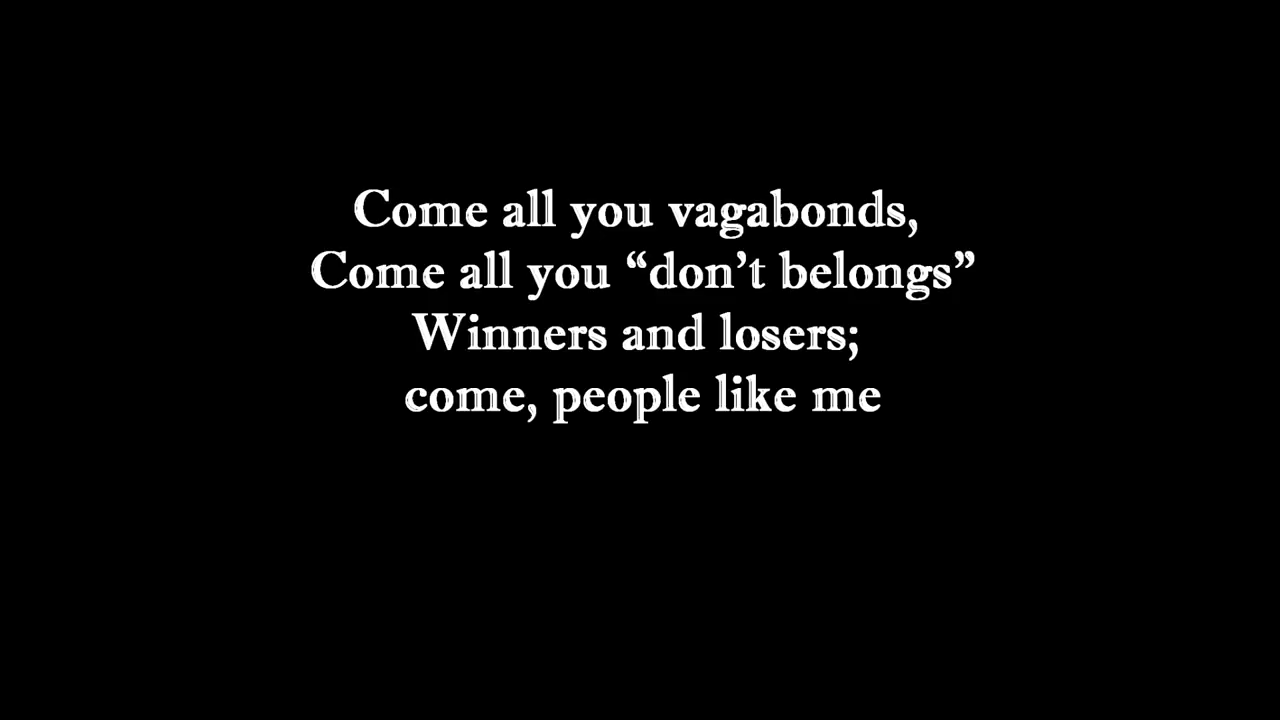 Come all you vagabonds,
Come all you “don’t belongs”
Winners and losers;
come, people like me